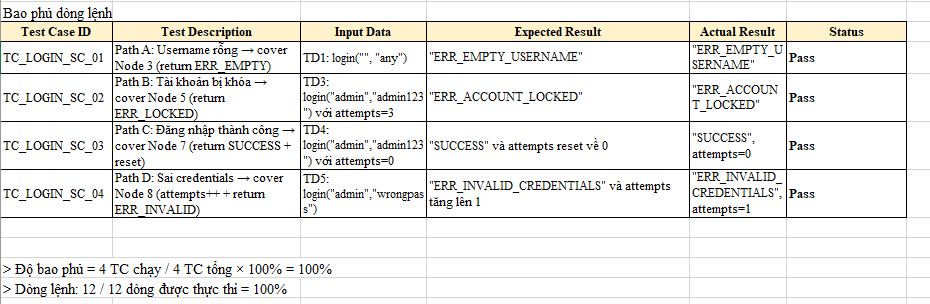 Bao phủ dòng lệnh
Test Case ID Test Description Input Data Expected Result Actual Result Status
TC_LOGIN_SC_01 Path A: Username rỗng → cover Node 3 (return ERR_EMPTY) TD1: login("", "any") "ERR_EMPTY_USERNAME" "ERR_EMPTY_USERNAME" Pass
TC_LOGIN_SC_02 Path B: Tài khoản bị khóa → cover Node 5 (return ERR_LOCKED) TD3: login("admin","admin123") với attempts=3 "ERR_ACCOUNT_LOCKED" "ERR_ACCOUNT_LOCKED" Pass
TC_LOGIN_SC_03 Path C: Đăng nhập thành công → cover Node 7 (return SUCCESS + reset) TD4: login("admin","admin123") với attempts=0 "SUCCESS" và attempts reset về 0 "SUCCESS", attempts=0 Pass
TC_LOGIN_SC_04 Path D: Sai credentials → cover Node 8 (attempts++ + return ERR_INVALID) TD5: login("admin","wrongpass") "ERR_INVALID_CREDENTIALS" và attempts tăng lên 1 "ERR_INVALID_CREDENTIALS", attempts=1 Pass
> Độ bao phủ = 4 TC chạy / 4 TC tổng × 100% = 100%
> Dòng lệnh: 12 / 12 dòng được thực thi = 100%